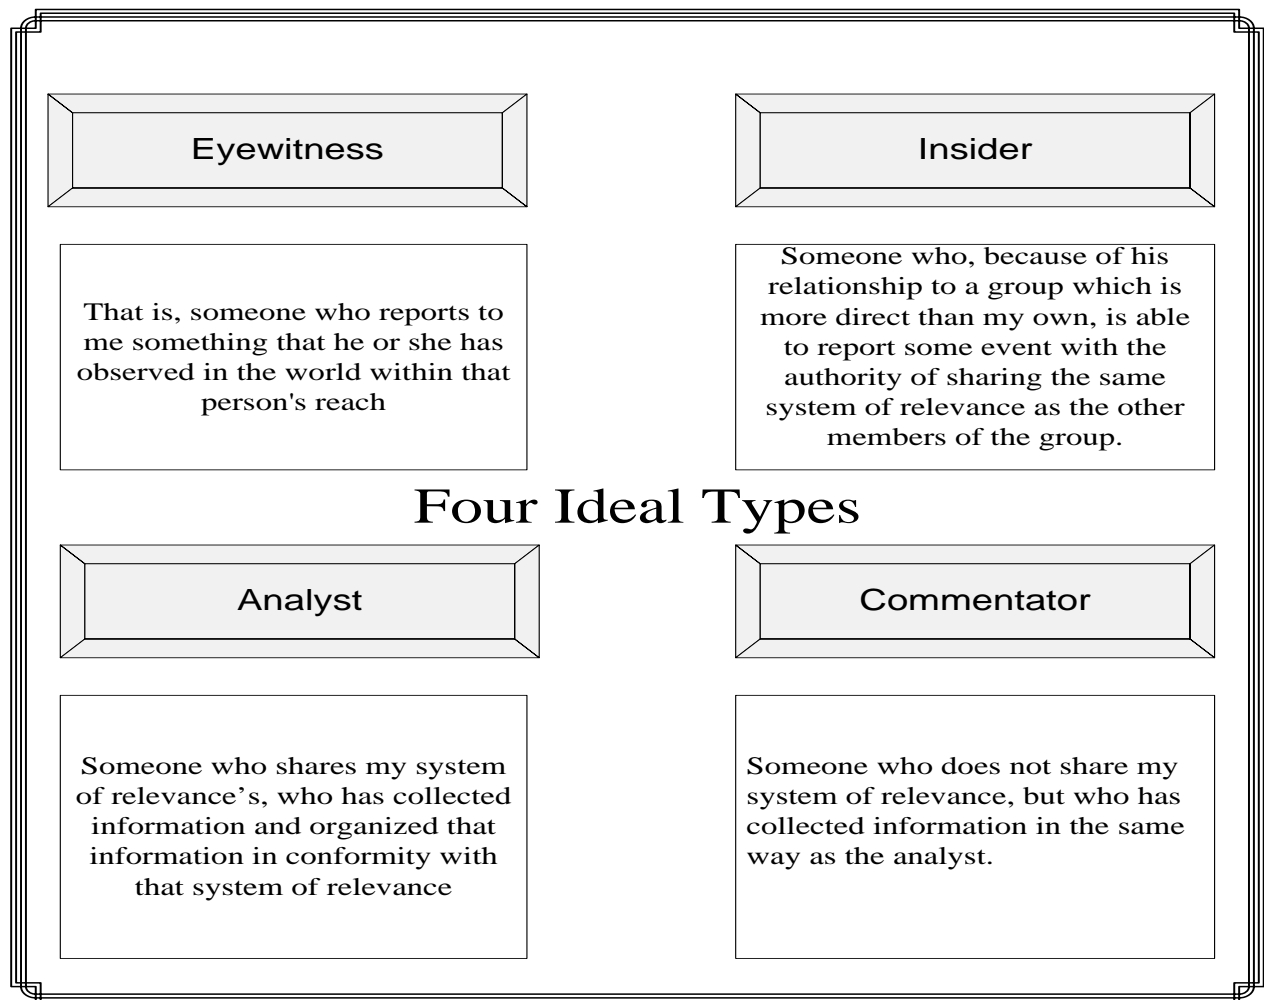 Eyewitness
That is, someone who reports to
me something that he or she has
observed in the world within that
person's reach
Insider
Someone who, because of his
relationship to a group which is
more direct than my own, is able
to report some event with the
authority of sharing the same
system of relevance as the other
members of the group.
Four Ideal Types
Analyst
Someone who shares my system
of relevance’s, who has collected
information and organized that
information in conformity with
that system of relevance
Commentator
Someone who does not share my
system of relevance, but who has
collected information in the same
way as the analyst.